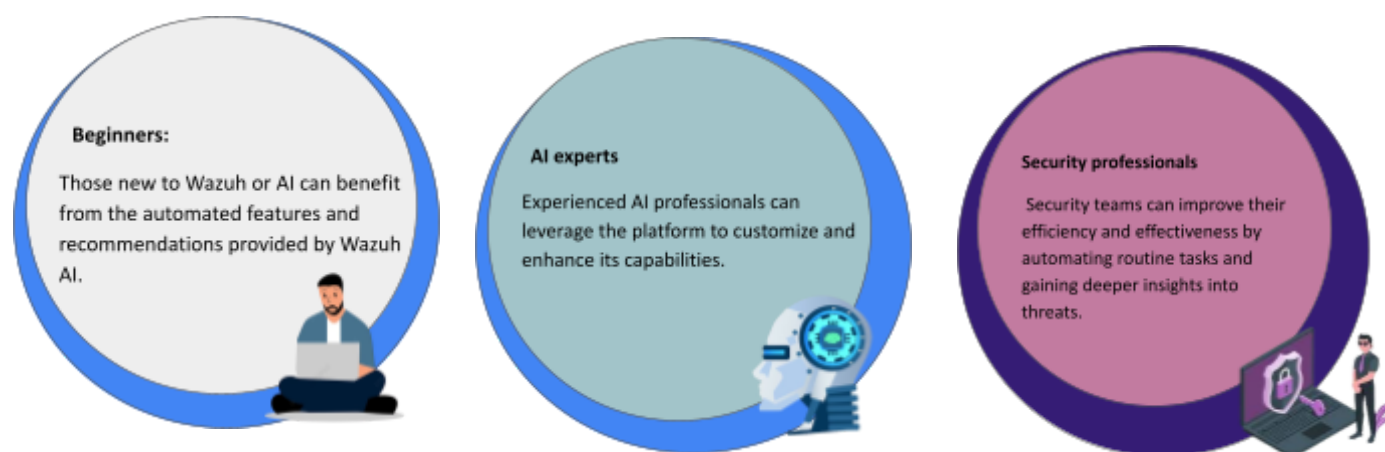 Beginners:
Those new to Wazuh or AI can benefit
from the automated features and
recommendations provided by Wazuh
AI.
AI experts
Experienced AI professionals can
leverage the platform to customize and
enhance its capabilities.
Security professionals
Security teams can improve their
efficiency and effectiveness by
automating routine tasks and
gaining deeper insights into
threats.